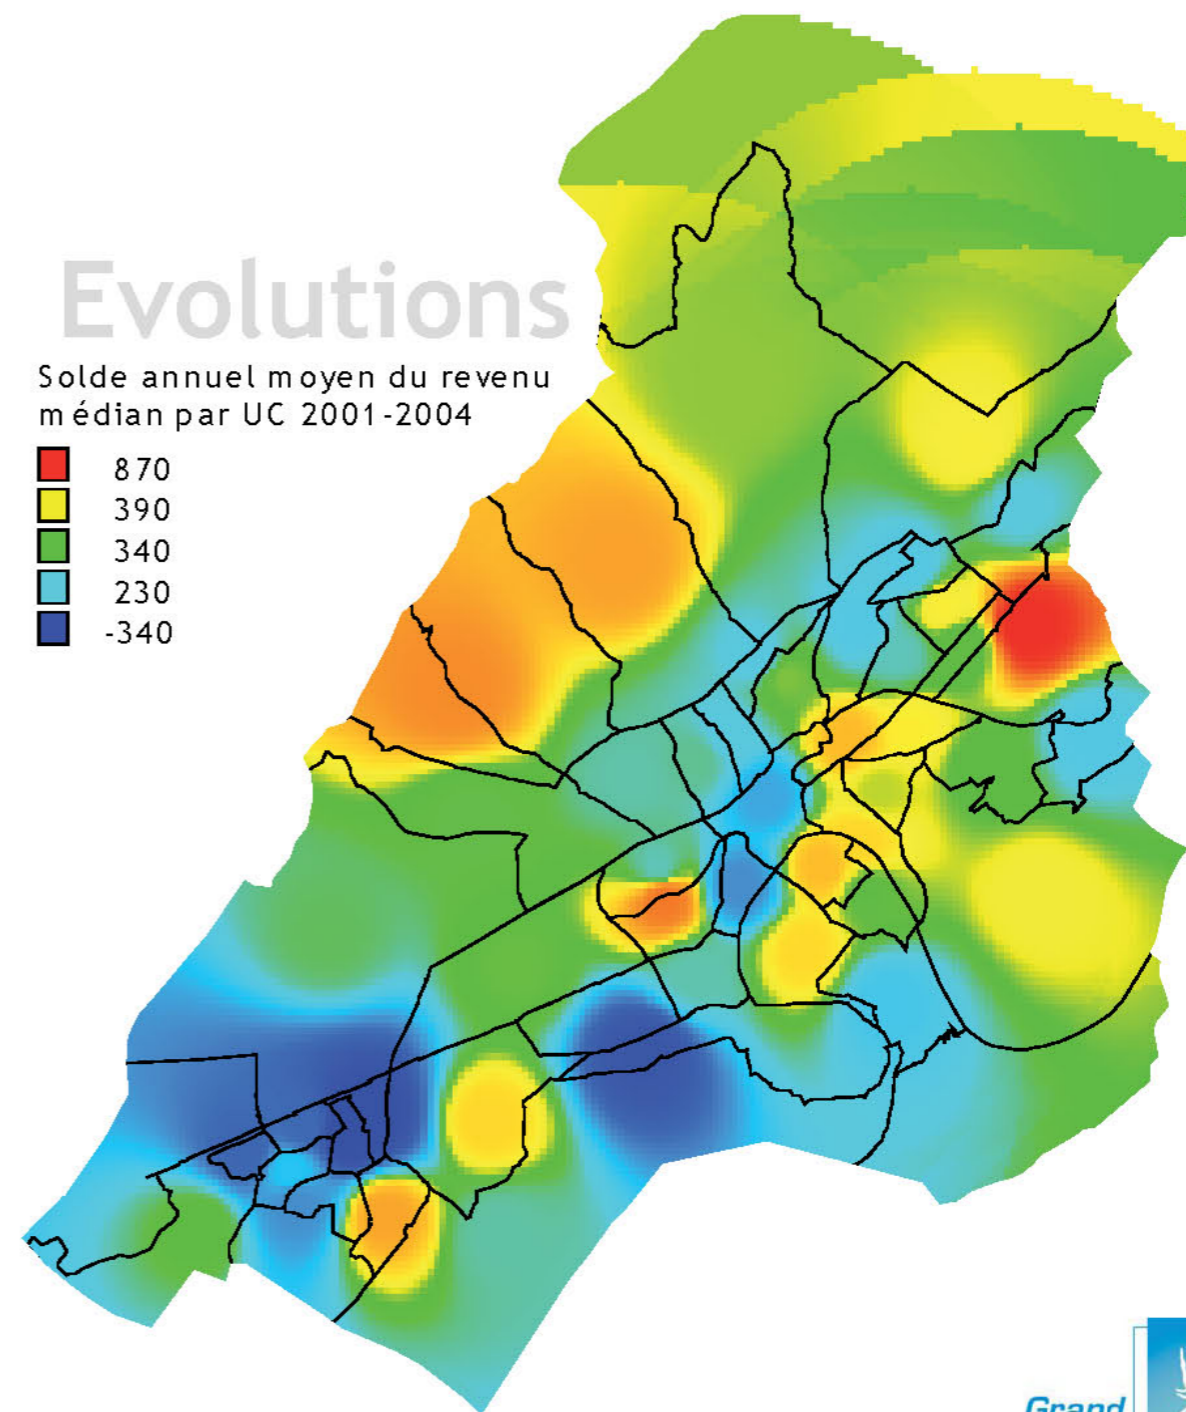 Evolutions
Solde annuel moyen du revenu
médian par UC 2001-2004
870
390
340
230
-340
Grand